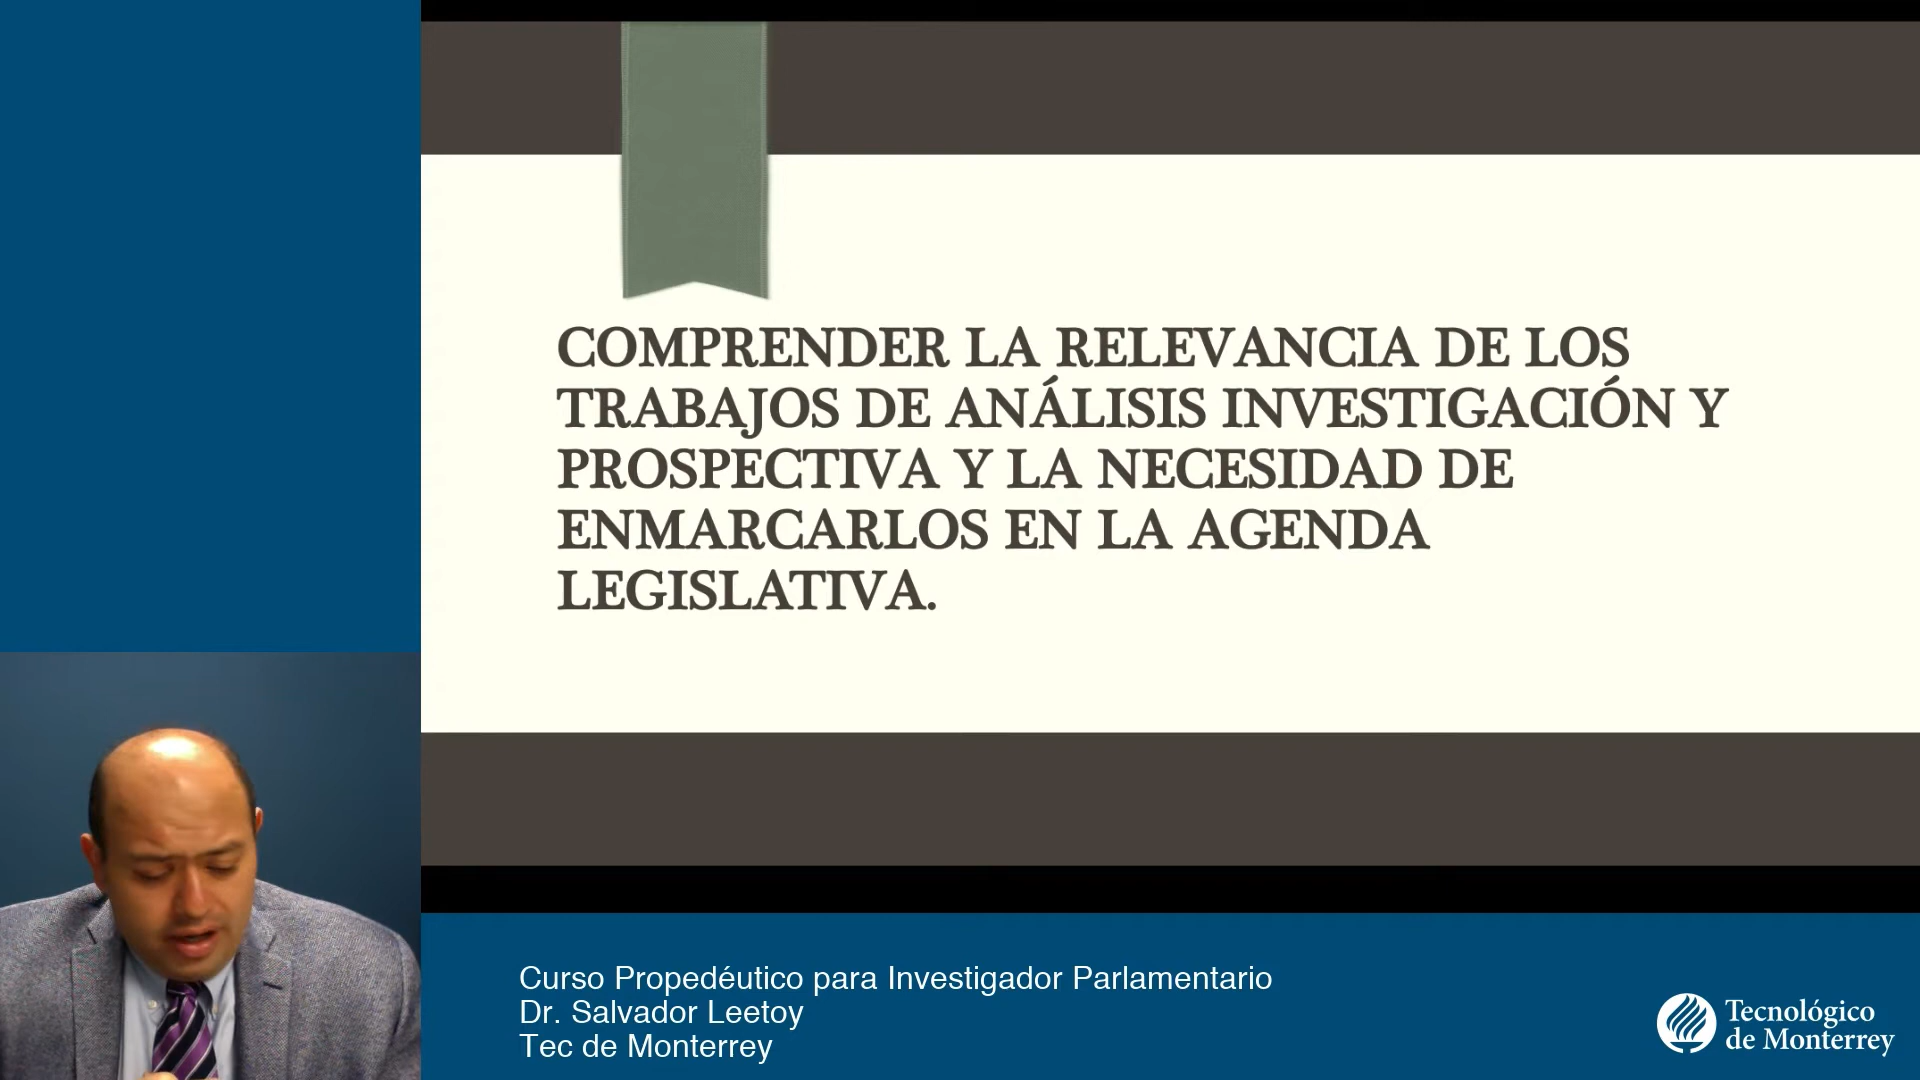 COMPRENDER LA RELEVANCIA DE LOS
TRABAJOS DE ANÁLISIS INVESTIGACIÓN Y
PROSPECTIVA Y LA NECESIDAD DE
ENMARCARLOS EN LA AGENDA
LEGISLATIVA.
Curso Propedéutico para Investigador Parlamentario
Dr. Salvador Leetoy
Tec de Monterrey
Tecnológico
de Monterrey